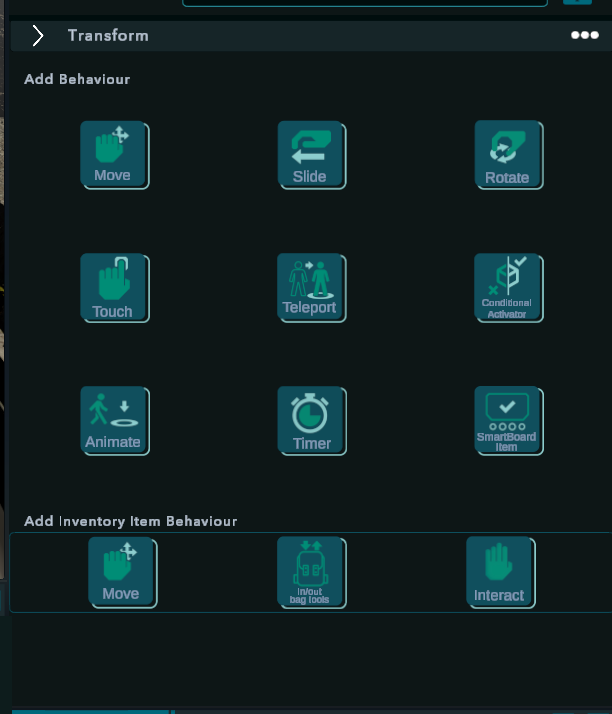 Transform
Add Behaviour
Move
Slide
Rotate
Touch
Teleport
Conditional
Activator
Animate
Timer
SmartBoard
Item
Add Inventory Item Behaviour
Move
In/out
bag tools
Interact